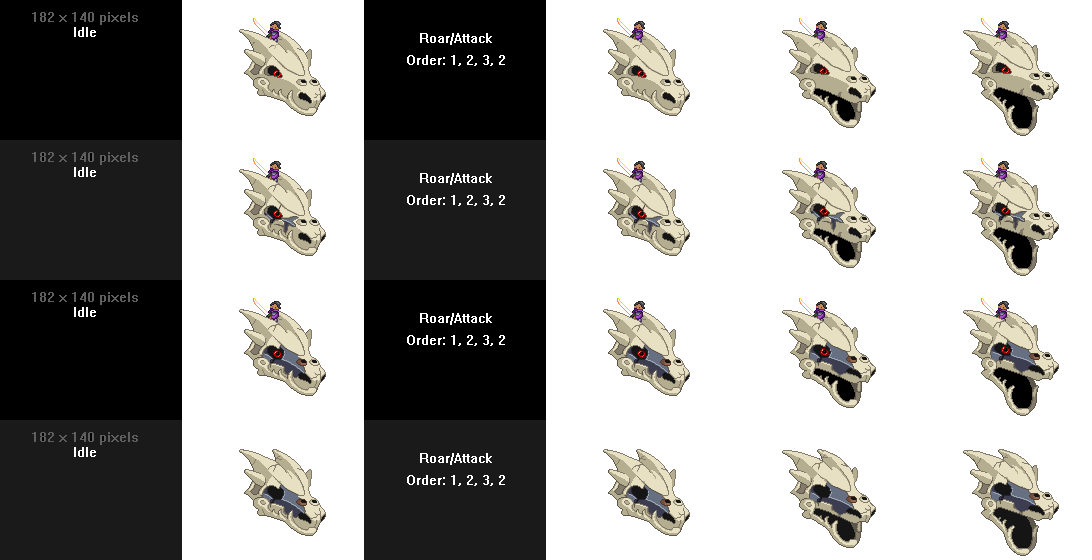 182 × 140 pixels
Idle
Roar/Attack
Order: 1, 2, 3, 2
182 × 140 pixels
Idle
Roar/Attack
Order: 1, 2, 3, 2
182 × 140 pixels
Idle
Roar/Attack
Order: 1, 2, 3, 2
182 × 140 pixels
Idle
Roar/Attack
Order: 1, 2, 3, 2